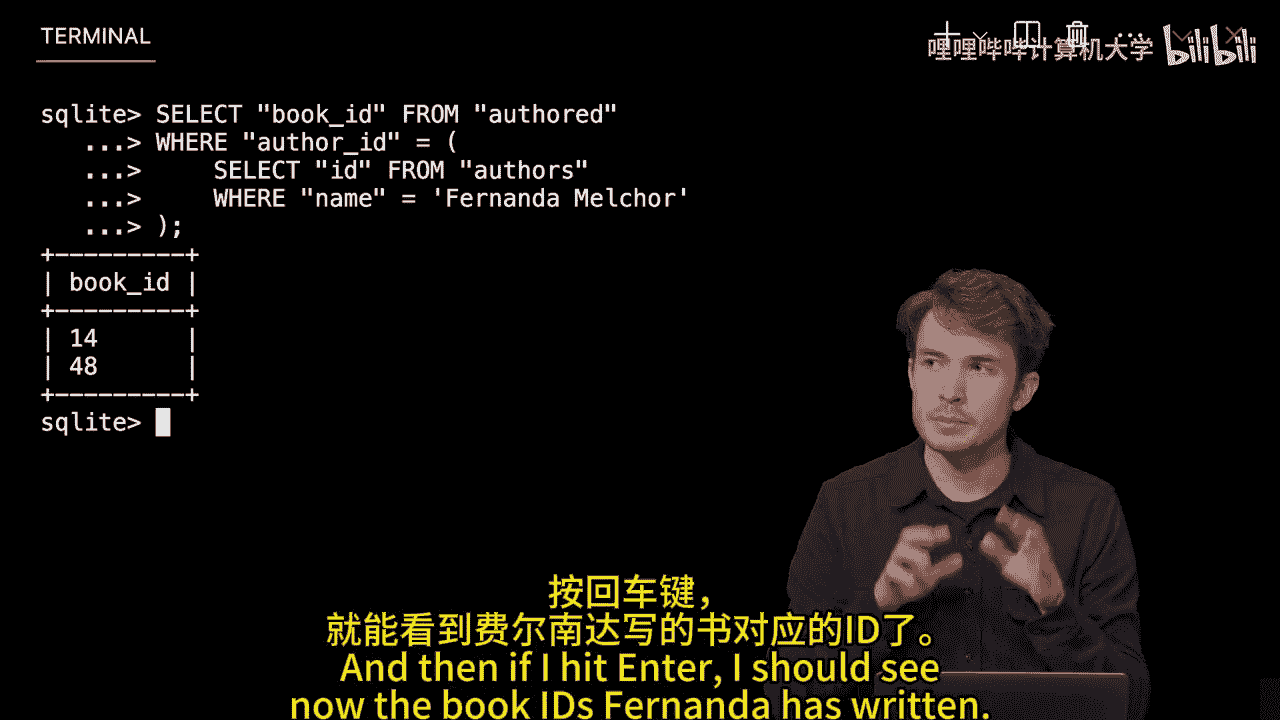 TERMINAL
哔哩哔哩计算机大学 bilibili
sqlite> SELECT "book_id" FROM "authored"
...> WHERE "author_id" = (
...> SELECT "id" FROM "authors"
...> WHERE "name" = 'Fernanda Melchor'
...> );
+---------+
| book_id |
+---------+
| 14 |
| 48 |
+---------+
sqlite>
按回车键，
就能看到费尔南达写的书对应的ID了。
And then if I hit Enter, I should see
now the book IDs Fernanda has written.